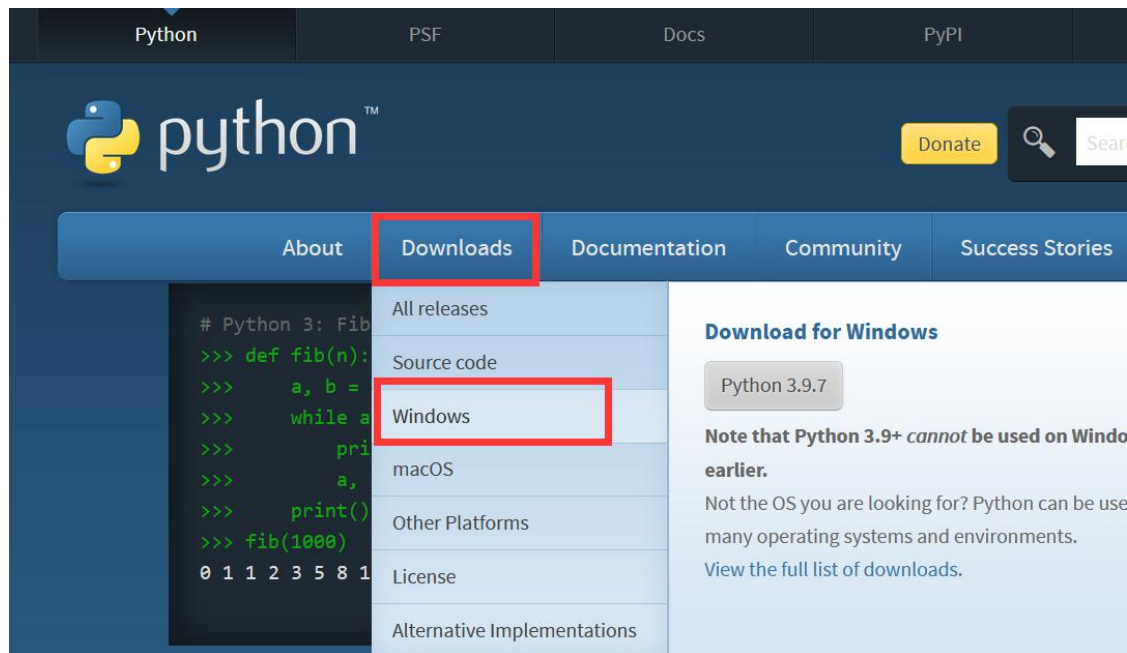 Python PSF Docs PyPI
python™
Donate
About Downloads Documentation Community Success Stories
# Python 3: Fib
>>> def fib(n):
>>> a, b =
>>> while a
>>> pri
>>> a,
>>> print()
>>> fib(1000)
0 1 1 2 3 5 8 1
All releases
Source code
Windows
macOS
Other Platforms
License
Alternative Implementations
Download for Windows
Python 3.9.7
Note that Python 3.9+ cannot be used on Windo
earlier.
Not the OS you are looking for? Python can be use
many operating systems and environments.
View the full list of downloads.